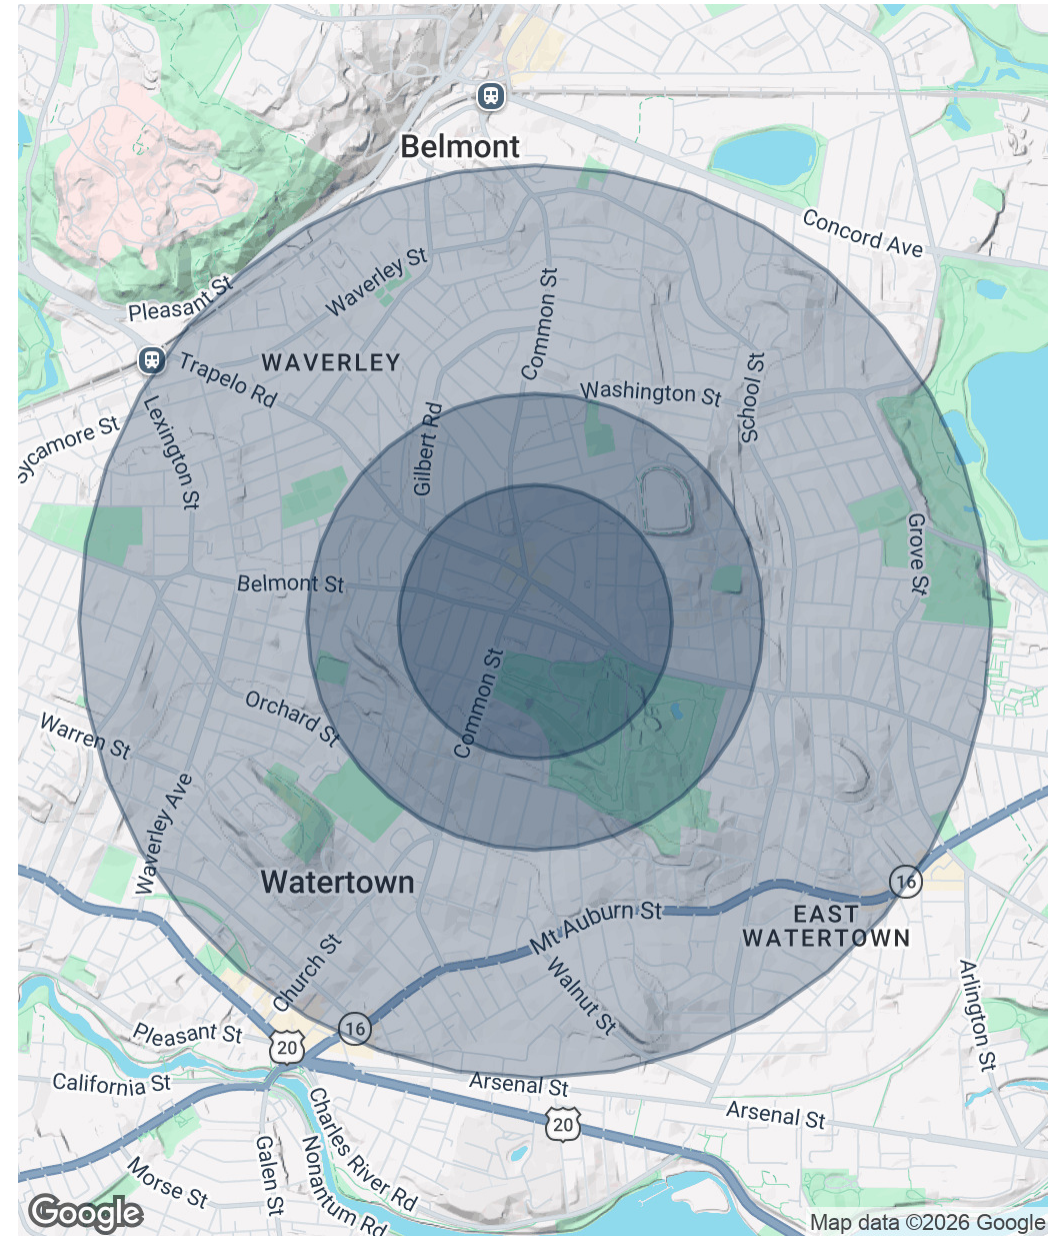 Belmont
Concord Ave
Waverley St
Pleasant St
Common St
WAVERLEY
Trapelo Rd
Washington St
School St
Lexington St
Sycamore St
Gilbert Rd
Grove St
Belmont St
Common St
Orchard St
Warren St
Waverley Ave
Watertown
16
Mt Auburn St
EAST
WATERTOWN
Church St
Walnut St
Arlington St
16
Pleasant St
20
California St
Arsenal St
Arsenal St
20
Charles River Rd
Galen St
Nonantum Rd
Morse St
Google
Map data ©2026 Google